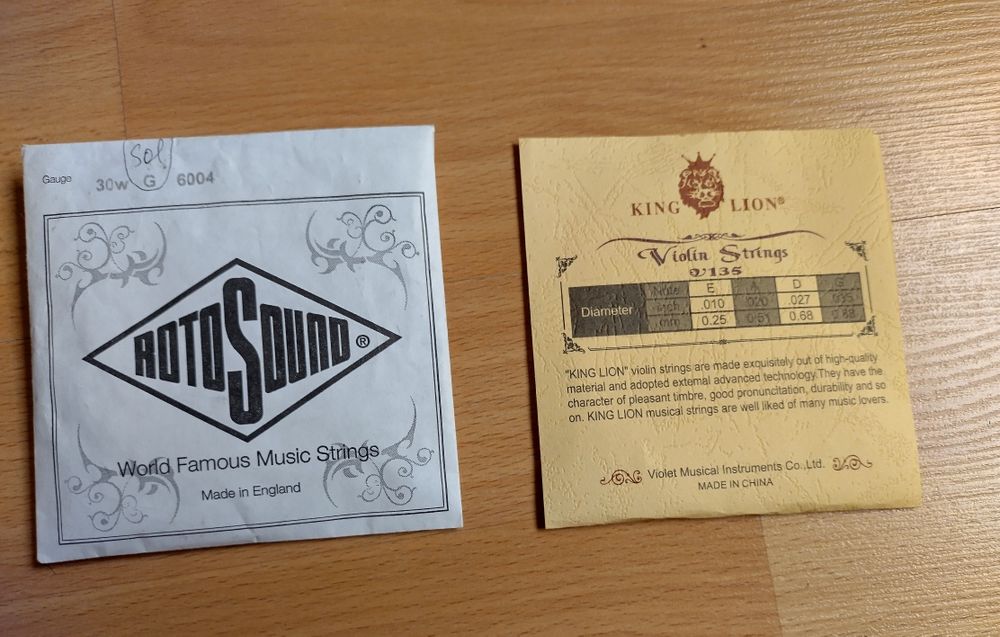 Sol
Gauge 30w G 6004
ROTOSOUND®
World Famous Music Strings
Made in England
KING LION®
Violin Strings
V135
Note E A D G
Diameter inch .010 .020 .027 .035
mm 0.25 0.51 0.68 0.88
"KING LION" violin strings are made exquisitely out of high-quality
material and adopted external advanced technology.They have the
character of pleasant timbre, good pronuncitation, durability and so
on. KING LION musical strings are well liked of many music lovers.
Violet Musical Instruments Co.,Ltd.
MADE IN CHINA